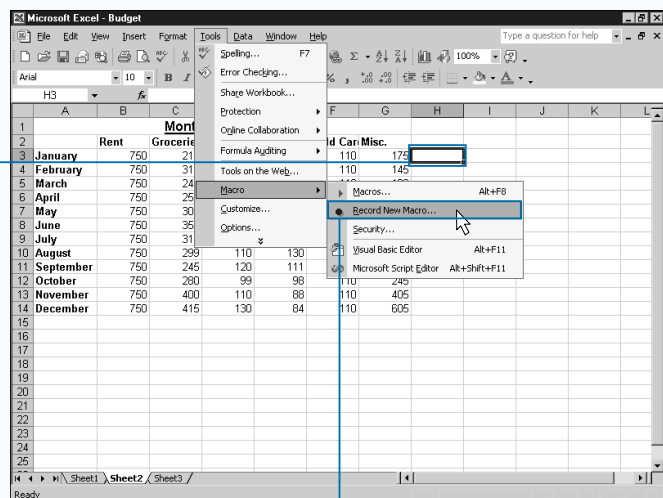 Microsoft Excel - Budget
File Edit View Insert Format Tools Data Window Help Type a question for help
Spelling... F7
100%
Arial 10 B I
Error Checking...
% ,
Share Workbook...
H3 fx
Protection
A B C F G H I J K L
Online Collaboration
1 Mont
2 Rent Grocerie ld Car Misc.
Formula Auditing
3 January 750 21 110 175
Tools on the Web...
4 February 750 31 110 145
5 March 750 24
Macro
Macros... Alt+F8
6 April 750 25
Customize...
Record New Macro...
7 May 750 30
8 June 750 35
Options...
Security...
9 July 750 31
10 August 750 299 110 130
Visual Basic Editor Alt+F11
11 September 750 245 120 111
Microsoft Script Editor Alt+Shift+F11
12 October 750 280 99 98 110 245
13 November 750 400 110 88 110 405
14 December 750 415 130 84 110 605
15
16
17
18
19
20
21
22
23
24
25
Sheet1 Sheet2 Sheet3
Ready